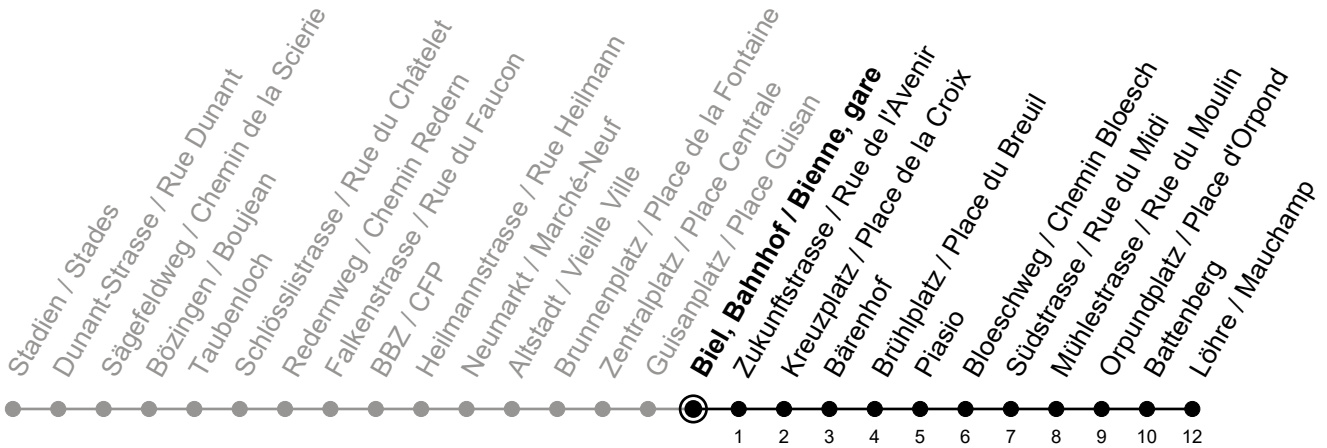 Stadien / Stades
Dunant-Strasse / Rue Dunant
Sägefeldweg / Chemin de la Scierie
Bözingen / Boujean
Taubenloch
Schlösslistrasse / Rue du Châtelet
Redernweg / Chemin Redern
Falkenstrasse / Rue du Faucon
BBZ / CFP
Heilmannstrasse / Rue Heilmann
Neumarkt / Marché-Neuf
Altstadt / Vieille Ville
Brunnenplatz / Place de la Fontaine
Zentralplatz / Place Centrale
Guisanplatz / Place Guisan
Biel, Bahnhof / Bienne, gare
Zukunftstrasse / Rue de l'Avenir
Kreuzplatz / Place de la Croix
Bärenhof
Brühlplatz / Place du Breuil
Piasio
Bloeschweg / Chemin Bloesch
Südstrasse / Rue du Midi
Mühlestrasse / Rue du Moulin
Orpundplatz / Place d'Orpond
Battenberg
Löhre / Mauchamp
1 2 3 4 5 6 7 8 9 10 12